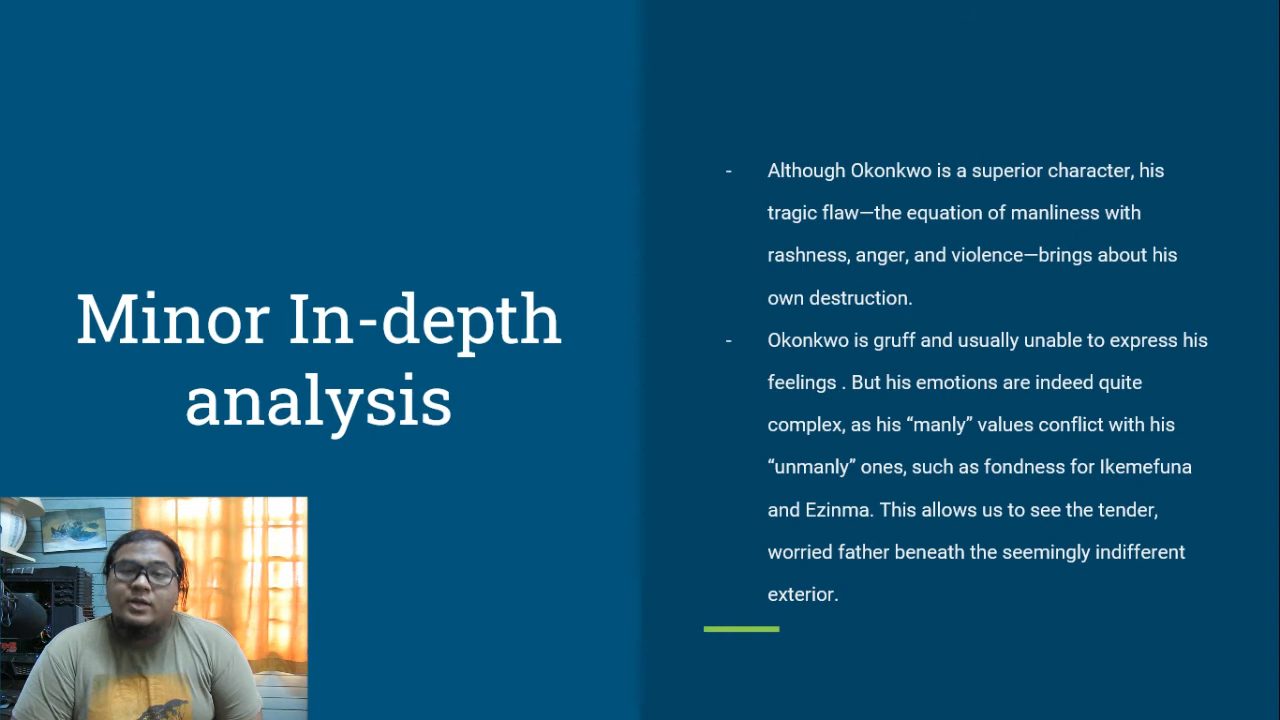 Minor In-depth
analysis
- Although Okonkwo is a superior character, his
tragic flaw—the equation of manliness with
rashness, anger, and violence—brings about his
own destruction.
- Okonkwo is gruff and usually unable to express his
feelings . But his emotions are indeed quite
complex, as his “manly” values conflict with his
“unmanly” ones, such as fondness for Ikemefuna
and Ezinma. This allows us to see the tender,
worried father beneath the seemingly indifferent
exterior.